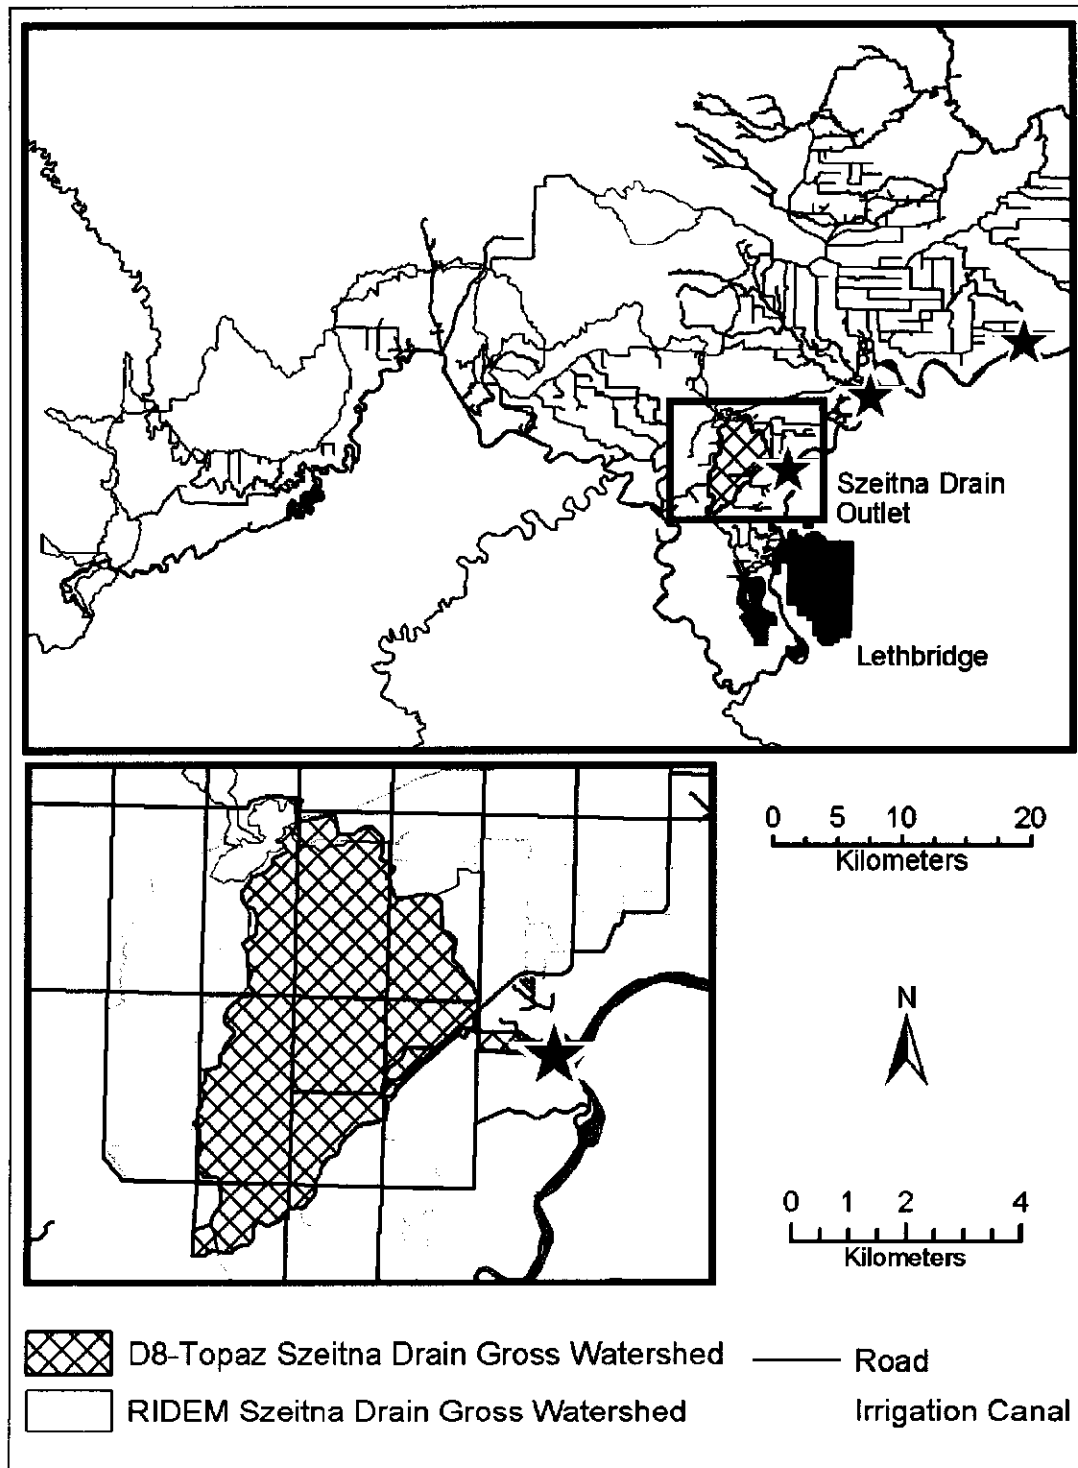 Szeitna Drain
Outlet
Lethbridge
0 5 10 20
Kilometers
N
0 1 2 4
Kilometers
D8-Topaz Szeitna Drain Gross Watershed
Road
RIDEM Szeitna Drain Gross Watershed
Irrigation Canal